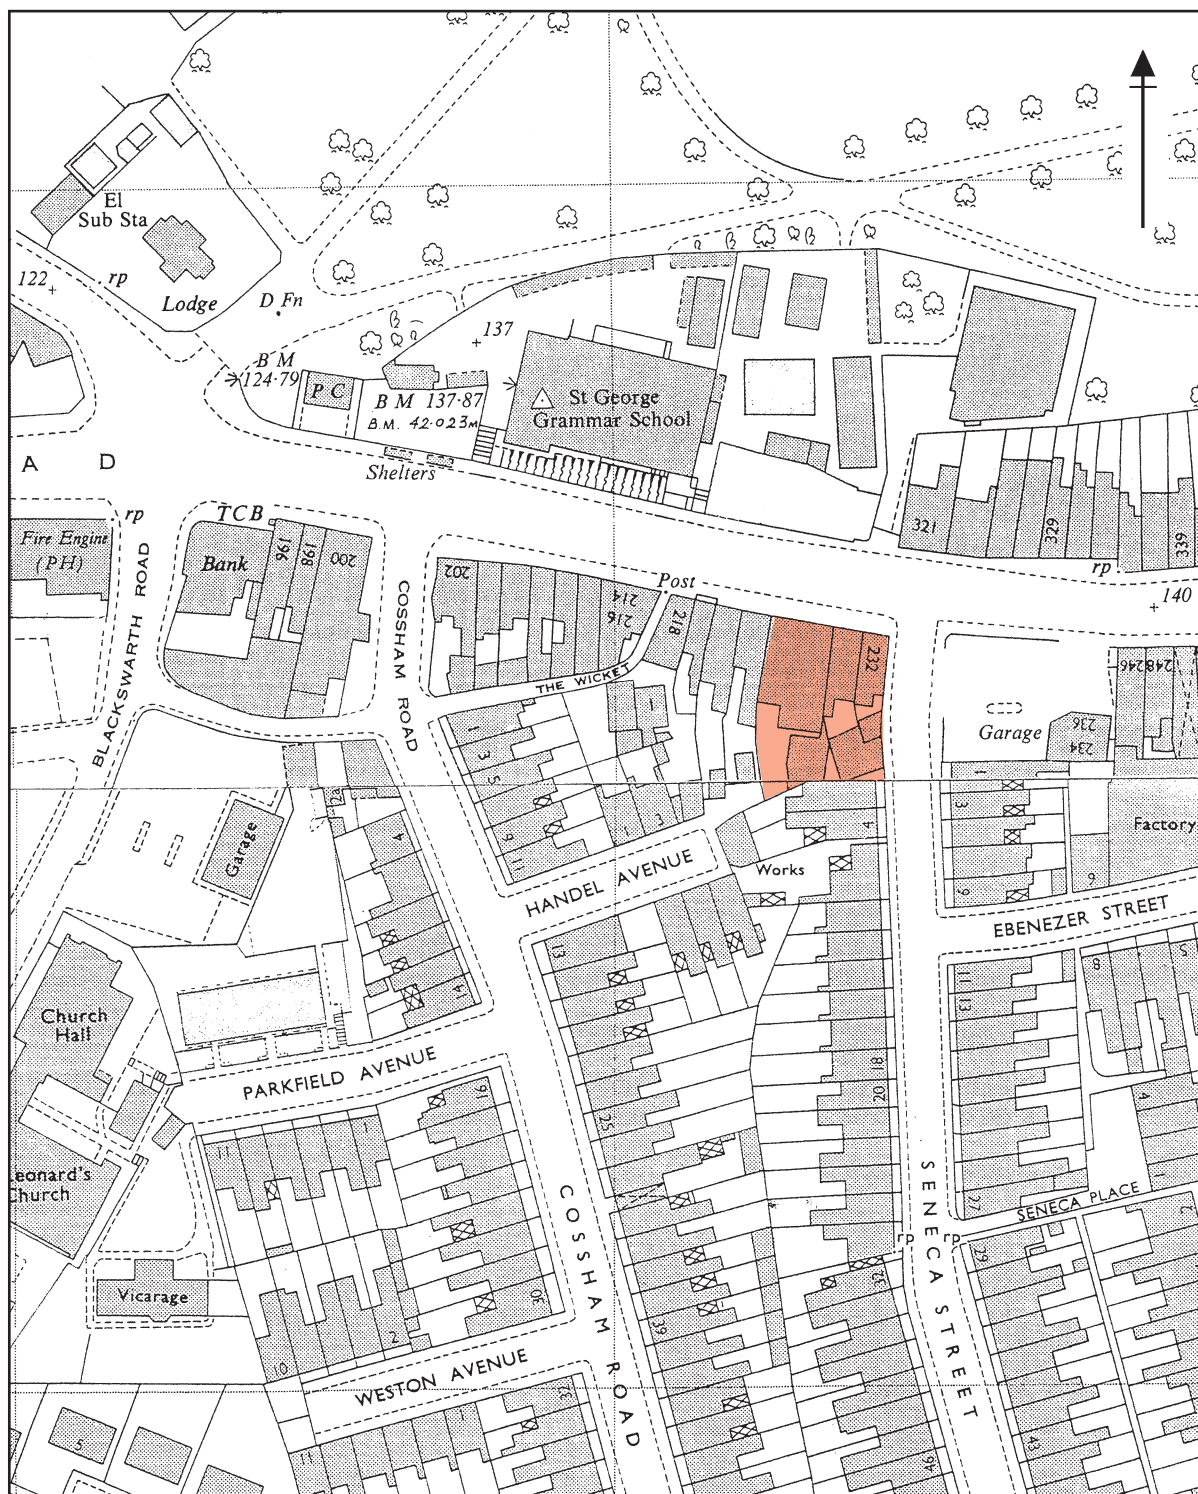 El
Sub Sta
122
rp
Lodge
D Fn
137
B M
124·79
P C
B M 137·87
B.M. 42·023M
St George
Grammar School
Shelters
A D
321
329
339
rp
140
rp
TCB
Fire Engine
(PH)
Bank
196
198
200
BLACKSWARTH ROAD
COSSHAM ROAD
202
214
216
Post
218
232
THE WICKET
1
1
3
5
9
11
1
3
246
248
236
234
Garage
1
3
9
6
Factory
2a
4
14
Garage
HANDEL AVENUE
Works
4
EBENEZER STREET
13
11
13
8
5
Church
Hall
PARKFIELD AVENUE
18
20
4
1
16
25
11
1
27
SENECA PLACE
2
eonard's
Church
rp
rp
29
32
Vicarage
30
39
2
10
WESTON AVENUE
COSSHAM ROAD
SENECA STREET
32
1
11
5
43
46